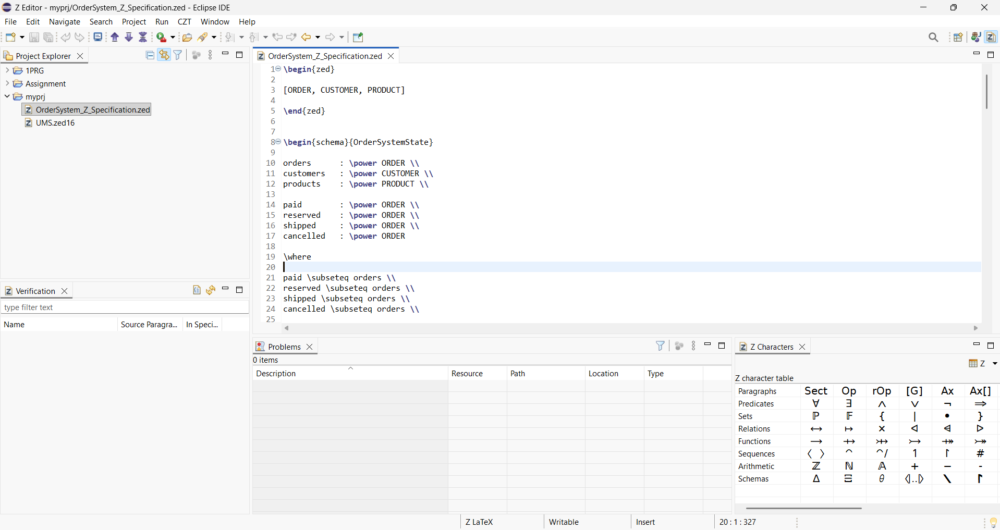 Z Editor - myprj/OrderSystem_Z_Specification.zed - Eclipse IDE
File Edit Navigate Search Project Run CZT Window Help
Project Explorer
1PRG
Assignment
myprj
OrderSystem_Z_Specification.zed
UMS.zed16
Verification
type filter text
Name Source Paragra... In Speci...
OrderSystem_Z_Specification.zed
1 \begin{zed}
2
3 [ORDER, CUSTOMER, PRODUCT]
4
5 \end{zed}
6
7
8 \begin{schema}{OrderSystemState}
9
10 orders : \power ORDER \\
11 customers : \power CUSTOMER \\
12 products : \power PRODUCT \\
13
14 paid : \power ORDER \\
15 reserved : \power ORDER \\
16 shipped : \power ORDER \\
17 cancelled : \power ORDER
18
19 \where
20
21 paid \subseteq orders \\
22 reserved \subseteq orders \\
23 shipped \subseteq orders \\
24 cancelled \subseteq orders \\
25
Problems
0 items
Description Resource Path Location Type
Z Characters
Z
Z character table
Paragraphs Sect Op rOp [G] Ax Ax[]
Predicates ∀ ∃ ∧ ∨ ¬ ⇒
Sets ℙ 𝔽 { | • }
Relations ↔ ↦ × ◁ ⩤ ▷
Functions → ⇸ ⤔ ↣ ⤀ ⤖
Sequences ⟨ ⟩ ⁀ ⁀/ 1 ↾ #
Arithmetic ℤ ℕ 𝔸 + − -
Schemas Δ Ξ θ ⦉..⦊ \ ↾
Z LaTeX Writable Insert 20 : 1 : 327